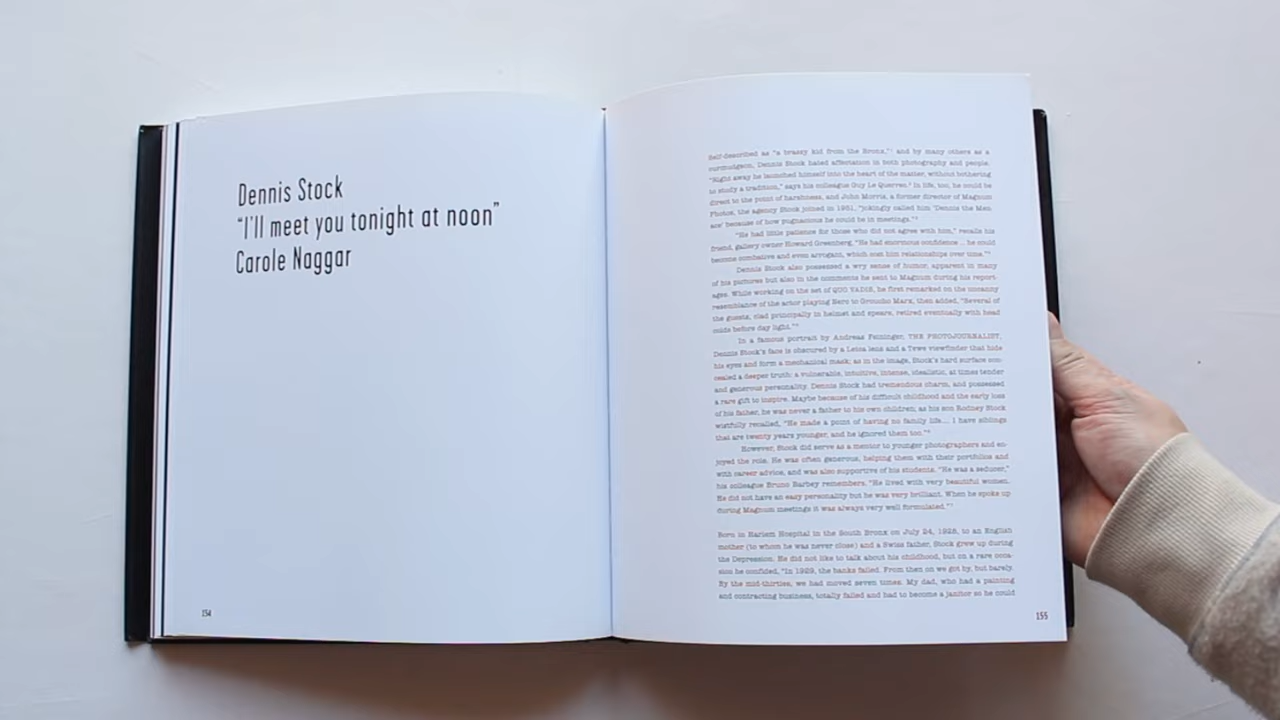 Dennis Stock
“I’ll meet you tonight at noon”
Carole Naggar
154
Self-described as “a brassy kid from the Bronx,”¹ and by many others as a
curmudgeon, Dennis Stock hated affectation in both photography and people.
“Right away he launched himself into the heart of the matter, without bothering
to study a tradition,” says his colleague Guy Le Querrec.² In life, too, he could be
direct to the point of harshness, and John Morris, a former director of Magnum
Photos, the agency Stock joined in 1951, “jokingly called him ‘Dennis the Men-
ace’ because of how pugnacious he could be in meetings.”³
“He had little patience for those who did not agree with him,” recalls his
friend, gallery owner Howard Greenberg, “He had enormous confidence ... he could
become combative and even arrogant, which cost him relationships over time.”⁴
Dennis Stock also possessed a wry sense of humor, apparent in many
of his pictures but also in the comments he sent to Magnum during his report-
ages. While working on the set of QUO VADIS, he first remarked on the uncanny
resemblance of the actor playing Nero to Groucho Marx, then added, “Several of
the guests, clad principally in helmet and spears, retired eventually with head
colds before day light.”⁵
In a famous portrait by Andreas Feininger, THE PHOTOJOURNALIST,
Dennis Stock’s face is obscured by a Leica lens and a Tewe viewfinder that hide
his eyes and form a mechanical mask; as in the image, Stock’s hard surface con-
cealed a deeper truth: a vulnerable, intuitive, intense, idealistic, at times tender
and generous personality. Dennis Stock had tremendous charm, and possessed
a rare gift to inspire. Maybe because of his difficult childhood and the early loss
of his father, he was never a father to his own children; as his son Rodney Stock
wistfully recalled, “He made a point of having no family life... I have siblings
that are twenty years younger, and he ignored them too.”⁶
However, Stock did serve as a mentor to younger photographers and en-
joyed the role. He was often generous, helping them with their portfolios and
with career advice, and was also supportive of his students. “He was a seducer,”
his colleague Bruno Barbey remembers. “He lived with very beautiful women.
He did not have an easy personality but he was very brilliant. When he spoke up
during Magnum meetings it was always very well formulated.”⁷
Born in Harlem Hospital in the South Bronx on July 24, 1928, to an English
mother (to whom he was never close) and a Swiss father, Stock grew up during
the Depression. He did not like to talk about his childhood, but on a rare occa-
sion he confided, “In 1929, the banks failed. From then on we got by, but barely.
By the mid-thirties, we had moved seven times. My dad, who had a painting
and contracting business, totally failed and had to become a janitor so he could
155